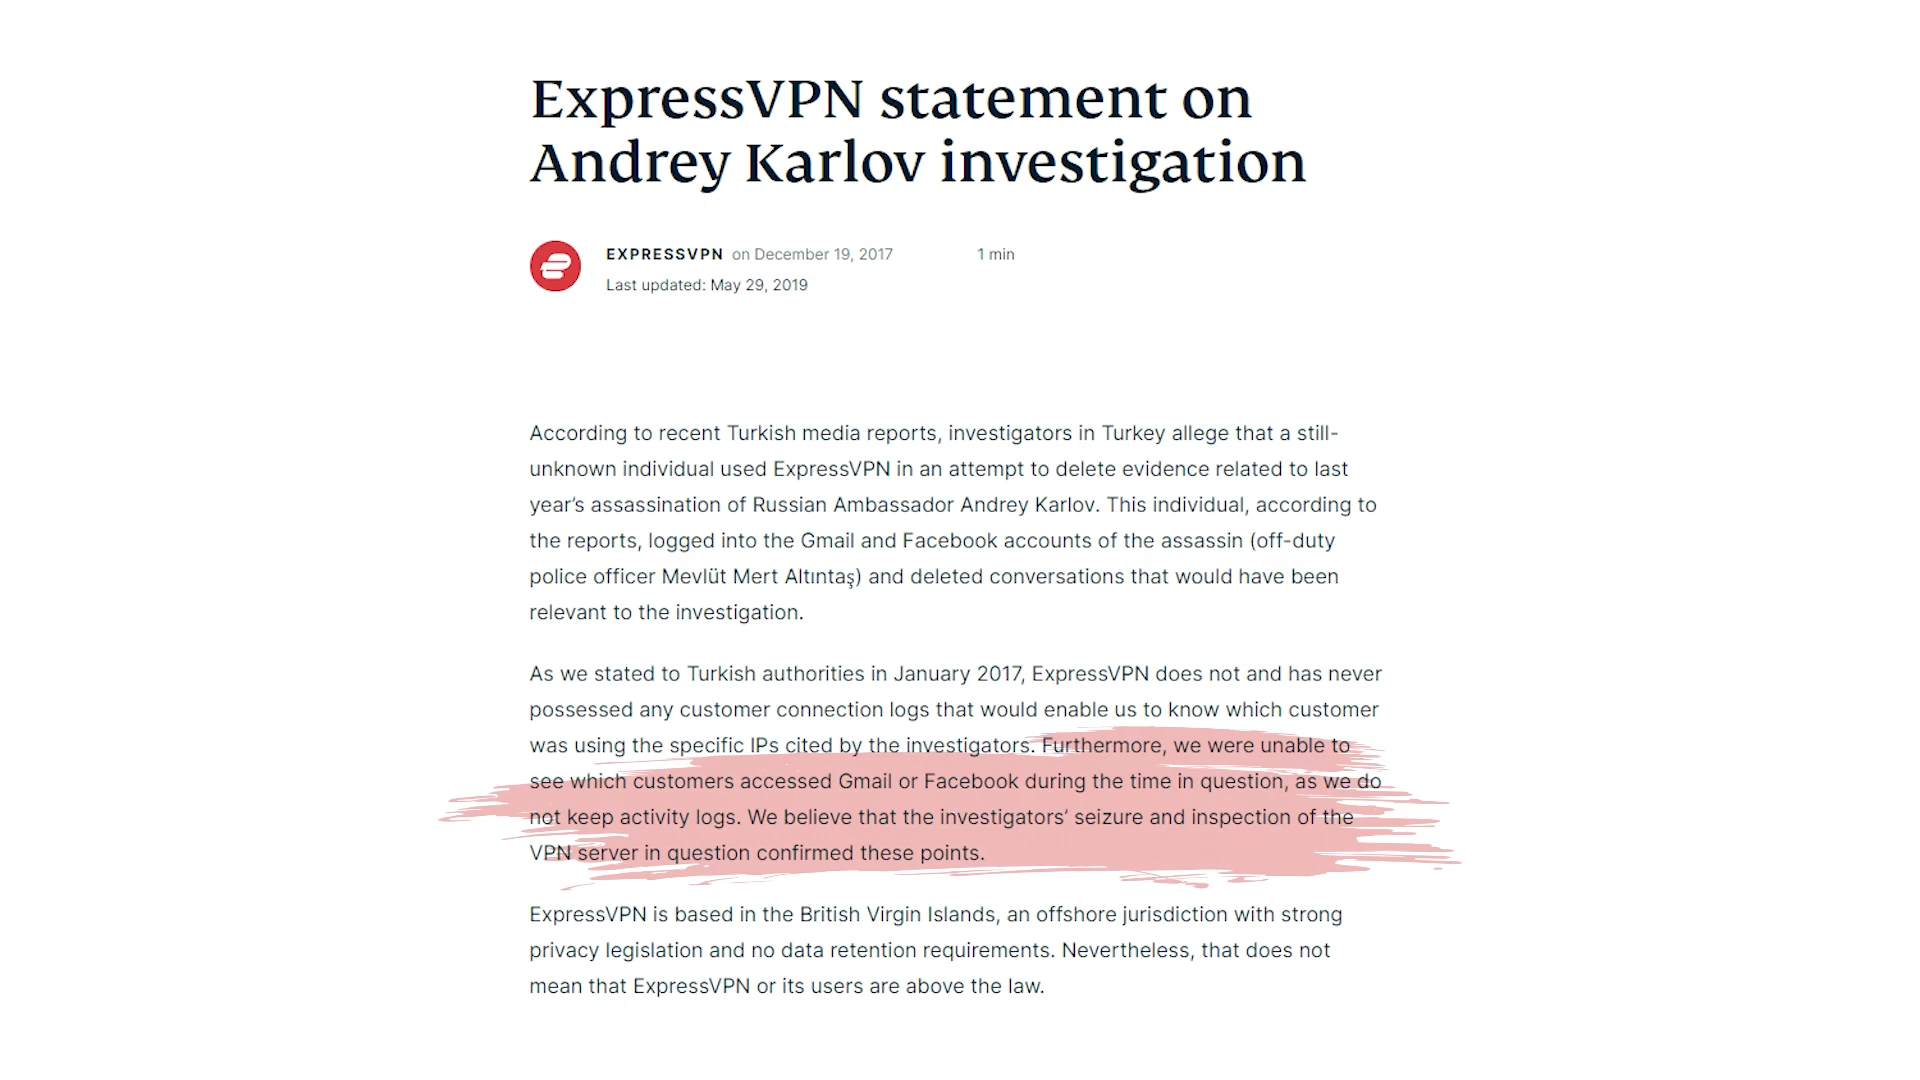 ExpressVPN statement on
Andrey Karlov investigation
EXPRESSVPN on December 19, 2017 1 min
Last updated: May 29, 2019
According to recent Turkish media reports, investigators in Turkey allege that a still-
unknown individual used ExpressVPN in an attempt to delete evidence related to last
year’s assassination of Russian Ambassador Andrey Karlov. This individual, according to
the reports, logged into the Gmail and Facebook accounts of the assassin (off-duty
police officer Mevlüt Mert Altıntaş) and deleted conversations that would have been
relevant to the investigation.
As we stated to Turkish authorities in January 2017, ExpressVPN does not and has never
possessed any customer connection logs that would enable us to know which customer
was using the specific IPs cited by the investigators. Furthermore, we were unable to
see which customers accessed Gmail or Facebook during the time in question, as we do
not keep activity logs. We believe that the investigators’ seizure and inspection of the
VPN server in question confirmed these points.
ExpressVPN is based in the British Virgin Islands, an offshore jurisdiction with strong
privacy legislation and no data retention requirements. Nevertheless, that does not
mean that ExpressVPN or its users are above the law.